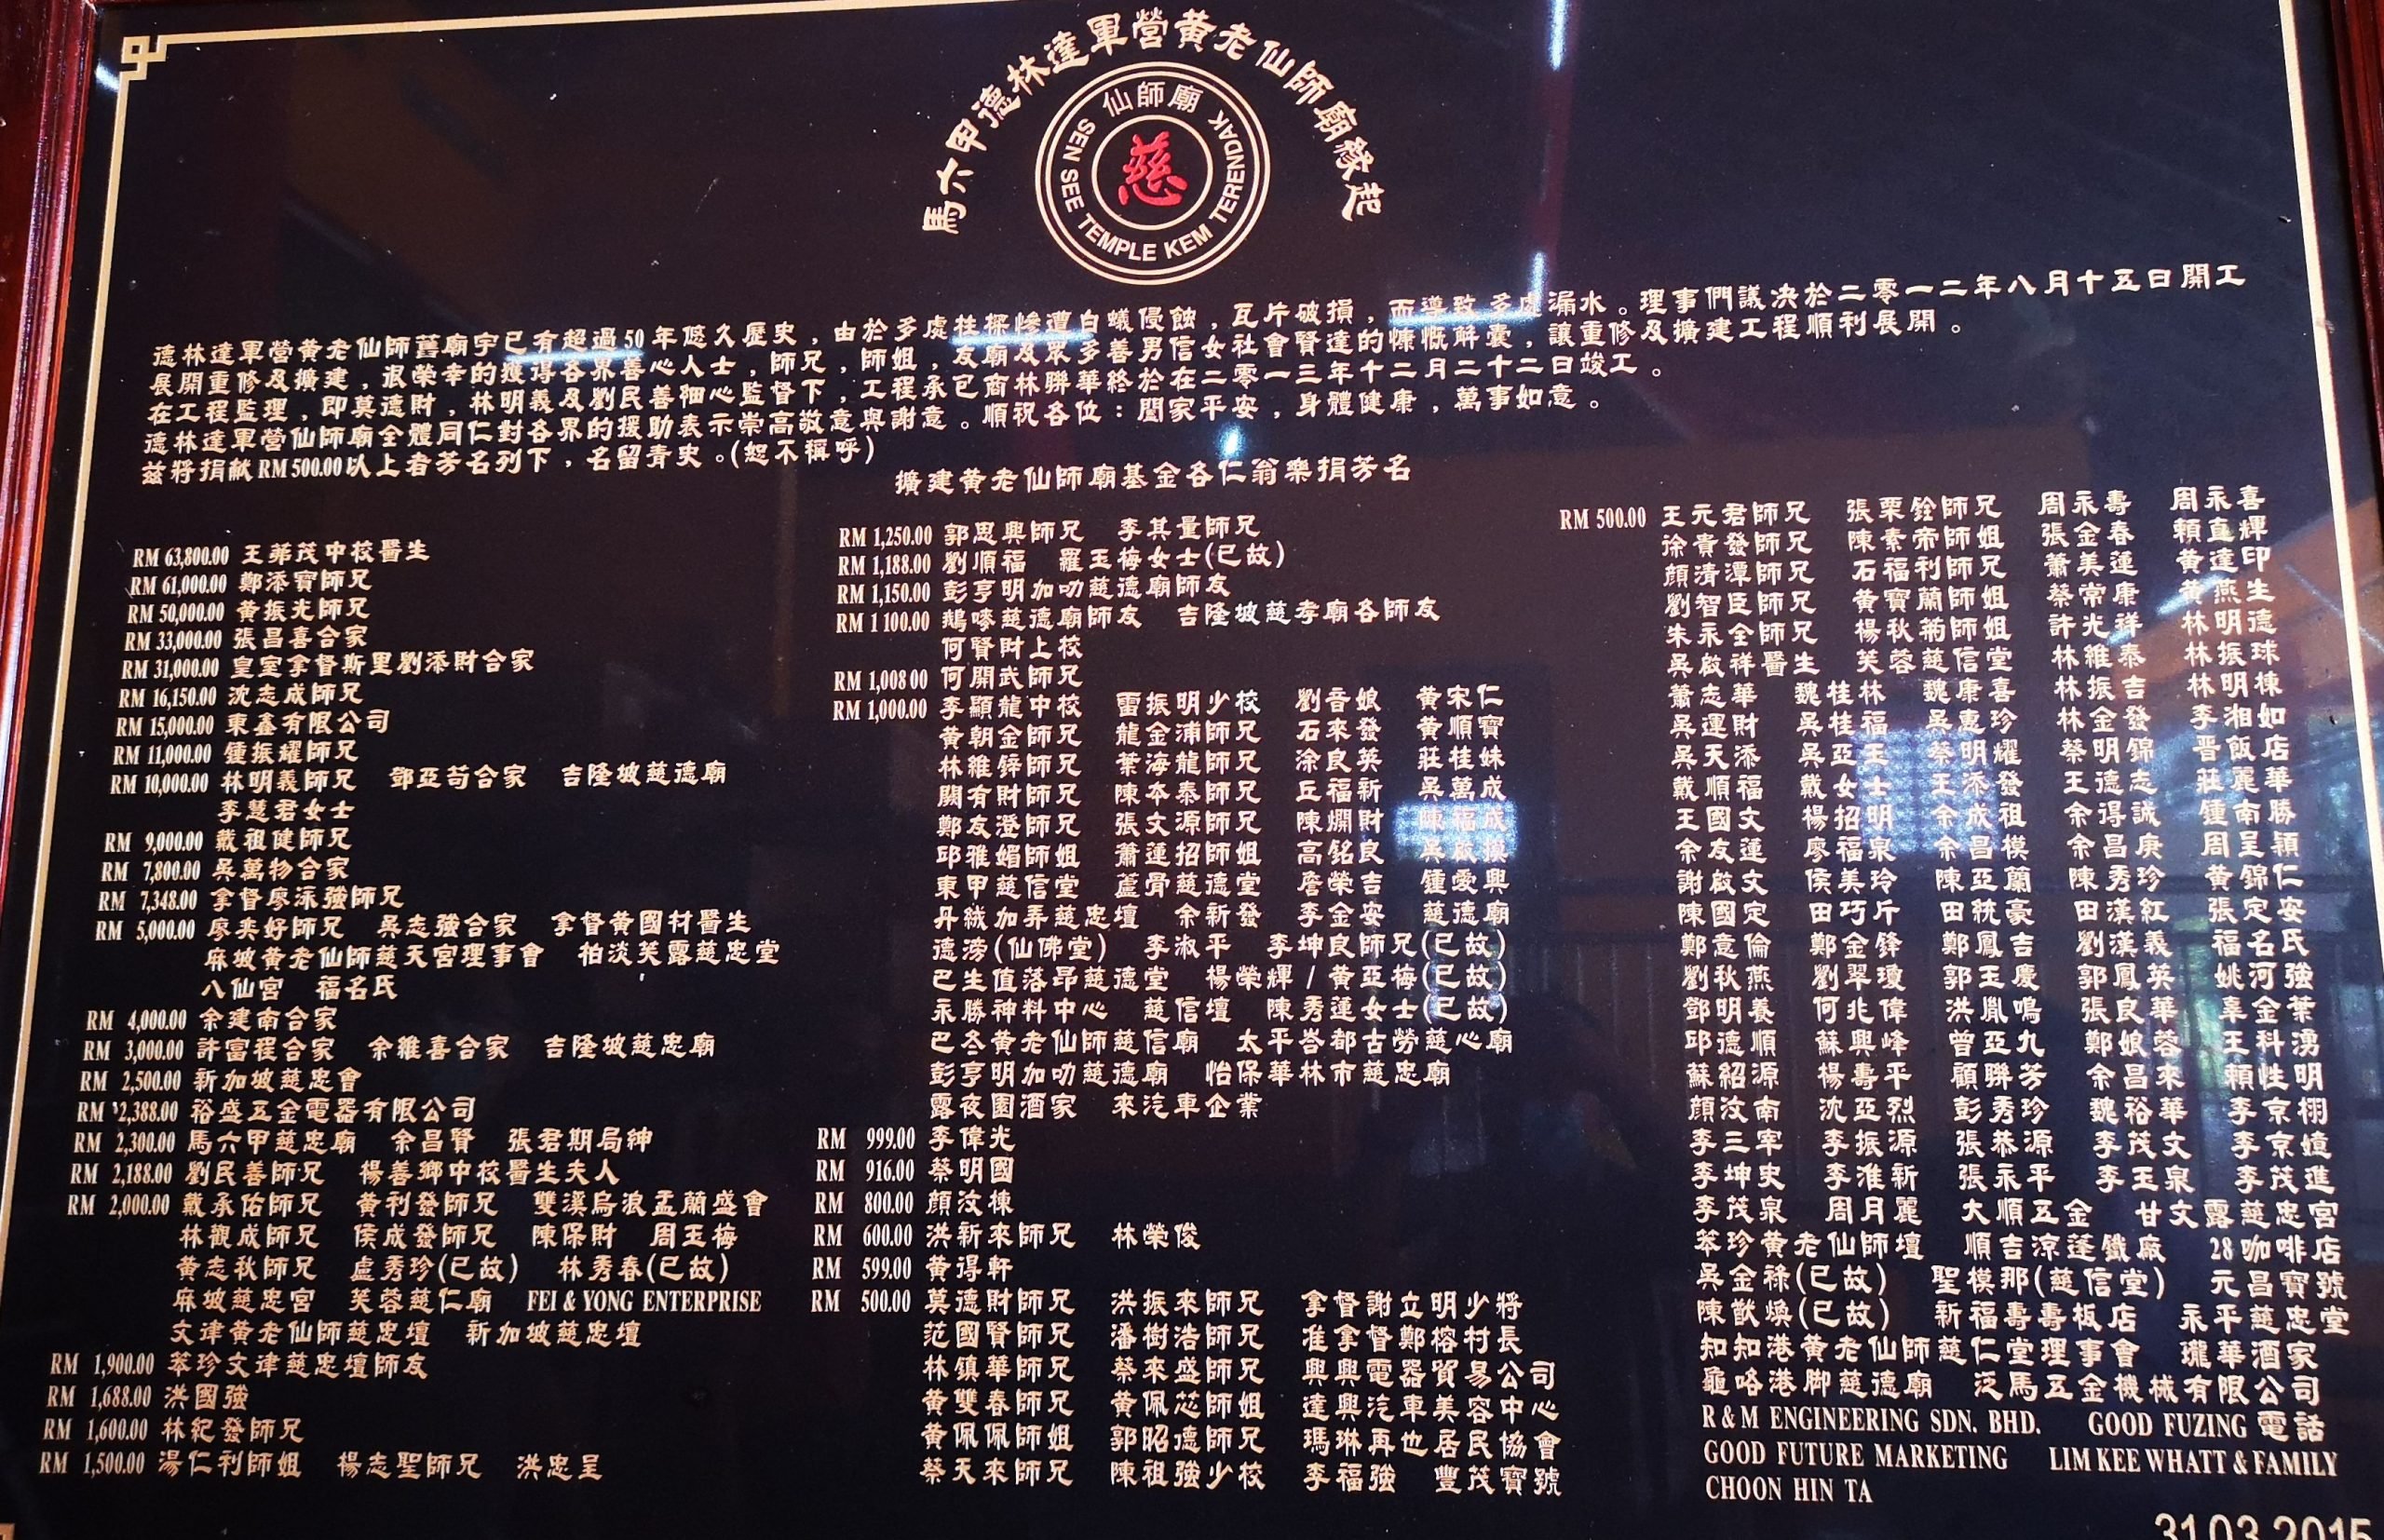 馬六甲德林達軍營黃老仙師廟緣起
仙師廟
SEN SEE TEMPLE KEM TERENDAK
慈
德林達軍營黃老仙師舊廟宇已有超過50年悠久歷史，由於多處柱樑慘遭白蟻侵蝕，瓦片破損，而導致多處漏水。理事們議決於二零一二年八月十五日開工
展開重修及擴建，很榮幸的獲得各界善心人士，師兄，師姐，友廟及眾多善男信女社會賢達的慷慨解囊，讓重修及擴建工程順利展開。
在工程監理，即莫德財，林明義及劉民善細心監督下，工程承包商林聯華終於在二零一三年十二月二十二日竣工。
德林達軍營仙師廟全體同仁對各界的援助表示崇高敬意與謝意。順祝各位：闔家平安，身體健康，萬事如意。
茲將捐獻RM500.00以上者芳名列下，名留青史。(恕不稱呼)
擴建黃老仙師廟基金各仁翁樂捐芳名
RM 63,800.00 王茀茂中校醫生
RM 61,000.00 鄭添寶師兄
RM 50,000.00 黃振光師兄
RM 33,000.00 張昌喜合家
RM 31,000.00 皇室拿督斯里劉添財合家
RM 16,150.00 沈志成師兄
RM 15,000.00 東鑫有限公司
RM 11,000.00 鍾振耀師兄
RM 10,000.00 林明義師兄 鄧亞苟合家 吉隆坡慈德廟
李慧君女士
RM 9,000.00 戴祖健師兄
RM 7,800.00 吳萬物合家
RM 7,348.00 拿督廖泳強師兄
RM 5,000.00 廖美好師兄 吳志強合家 拿督黃國材醫生
麻坡黃老仙師慈天宮理事會 柏淡芙露慈忠堂
八仙宮 福名氏
RM 4,000.00 余建南合家
RM 3,000.00 許富程合家 余維喜合家 吉隆坡慈忠廟
RM 2,500.00 新加坡慈忠會
RM 2,388.00 裕盛五金電器有限公司
RM 2,300.00 馬六甲慈忠廟 余昌賢 張君期局紳
RM 2,188.00 劉民善師兄 楊善鄉中校醫生夫人
RM 2,000.00 戴承佑師兄 黃利發師兄 雙溪烏浪盂蘭盛會
林觀成師兄 侯成發師兄 陳保財 周玉梅
黃志秋師兄 盧秀珍(已故) 林秀春(已故)
麻坡慈忠宮 芙蓉慈仁廟 FEI & YONG ENTERPRISE
文津黃老仙師慈忠壇 新加坡慈忠壇
RM 1,900.00 笨珍文津慈忠壇師友
RM 1,688.00 洪國強
RM 1,600.00 林紀發師兄
RM 1,500.00 湯仁利師姐 楊志聖師兄 洪忠呈
RM 1,250.00 郭思興師兄 李其量師兄
RM 1,188.00 劉順福 羅玉梅女士(已故)
RM 1,150.00 彭亨明加叻慈德廟師友
RM 1 100.00 鵝嘜慈德廟師友 吉隆坡慈孝廟各師友
何賢財上校
RM 1,008 00 何開武師兄
RM 1,000.00 李顯龍中校 雷振明少校 劉音娘 黃宋仁
黃朝金師兄 龍金浦師兄 石來發 黃順寶
林維鋅師兄 葉海龍師兄 涂良英 莊桂妹
闕有財師兄 陳本泰師兄 丘福新 吳萬成
鄭友澄師兄 張文源師兄 陳燗財 陳福成
邱雅媚師姐 蕭蓮招師姐 高銘良 吳啟模
東甲慈信堂 蘆骨慈德堂 詹榮吉 鍾愛興
丹絨加弄慈忠壇 余新發 李金安 慈德廟
德滂(仙佛堂) 李淑平 李坤良師兄(已故)
巴生值落昂慈德堂 楊榮輝 / 黃亞梅(已故)
永勝神料中心 慈信壇 陳秀蓮女士(已故)
巴冬黃老仙師慈信廟 太平峇都古勞慈心廟
彭亨明加叻慈德廟 怡保華林市慈忠廟
露夜園酒家 來汽車企業
RM 999.00 李偉光
RM 916.00 蔡明國
RM 800.00 顏汶棟
RM 600.00 洪新來師兄 林榮俊
RM 599.00 黃得軒
RM 500.00 莫德財師兄 洪振來師兄 拿督謝立明少將
范國賢師兄 潘樹浩師兄 准拿督鄭榕村長
林鎮華師兄 蔡來盛師兄 興興電器貿易公司
黃雙春師兄 黃佩芯師姐 達興汽車美容中心
黃佩佩師姐 郭昭德師兄 瑪琳再也居民協會
蔡天來師兄 陳祖強少校 李福強 豐茂寶號
RM 500.00 王元君師兄 張栗銓師兄 周永壽 周永喜
徐貴發師兄 陳素帝師姐 張金春 賴直輝
顏清潭師兄 石福利師兄 蕭美蓮 黃達印
劉智臣師兄 黃寶蘭師姐 蔡常康 黃燕生
朱永全師兄 楊秋菊師姐 許光祥 林明德
吳啟祥醫生 芙蓉慈信堂 林維泰 林振球
蕭志華 魏桂林 魏康喜 林振吉 林明棟
吳運財 吳桂福 吳惠珍 林金發 李湘如
吳天添 吳亞玉 蔡明耀 蔡明錦 晋飯店
戴順福 戴女士 王添發 王德志 莊麗華
王國文 楊招明 余成祖 余得誠 鍾南勝
余友蓮 廖福泉 余昌模 余昌庚 周呈穎
謝啟文 侯美玲 陳亞蘭 陳秀珍 黃錦仁
陳國定 田巧斤 田統豪 田漢紅 張定安
鄭意倫 鄭金鋒 鄭鳳吉 劉漢義 福名氏
劉秋燕 劉翠瓊 郭玉慶 郭鳳英 姚河強
鄧明養 何兆偉 洪胤鳴 張良華 辜金葉
邱德順 蘇興峰 曾亞九 鄭娘蓉 王科湧
蘇紹源 楊壽平 顧聯芳 余昌來 賴性明
顏汶南 沈亞烈 彭秀珍 魏裕華 李京栩
李三牢 李振源 張恭源 李茂文 李京嬑
李坤史 李准新 張永平 李玉泉 李茂進
李茂泉 周月麗 大順五金 甘文露慈忠宮
笨珍黃老仙師壇 順吉涼蓬鐵廠 28咖啡店
吳金祿(已故) 聖模那(慈信堂) 元昌寶號
陳猷煥(已故) 新福壽壽板店 永平慈忠堂
知知港黃老仙師慈仁堂理事會 瓏華酒家
龜咯港脚慈德廟 泛馬五金機械有限公司
R & M ENGINEERING SDN. BHD. GOOD FUZING 電話
GOOD FUTURE MARKETING LIM KEE WHATT & FAMILY
CHOON HIN TA
31.03.2015